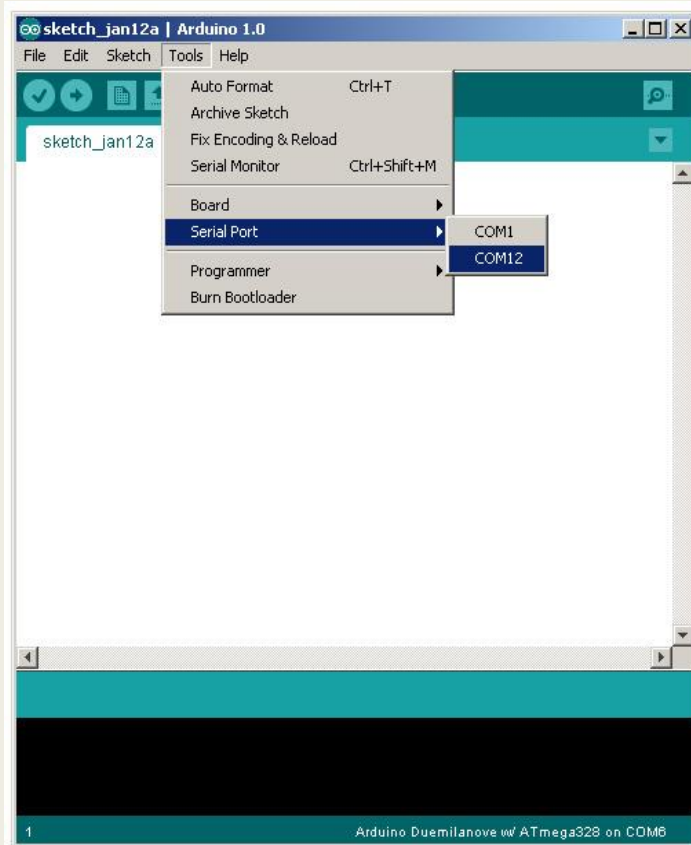 sketch_jan12a | Arduino 1.0
File Edit Sketch Tools Help
Auto Format Ctrl+T
Archive Sketch
sketch_jan12a
Fix Encoding & Reload
Serial Monitor Ctrl+Shift+M
Board
Serial Port
COM1
COM12
Programmer
Burn Bootloader
1 Arduino Duemilanove w/ ATmega328 on COM6